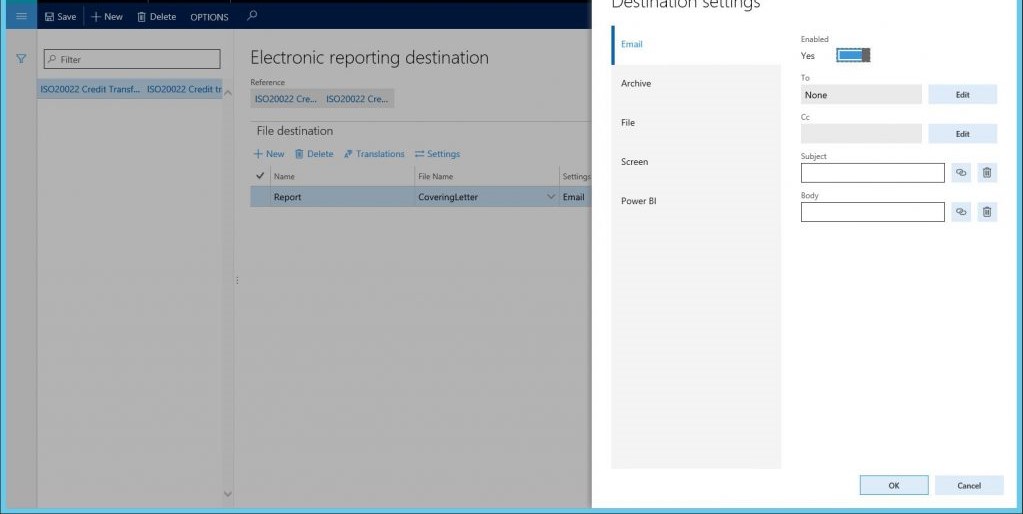 Save New Delete OPTIONS
Filter
ISO20022 Credit Transf... ISO20022 Credit tr
Electronic reporting destination
Reference
ISO20022 Cre... ISO20022 Cre...
File destination
New Delete Translations Settings
Name File Name Settings
Report CoveringLetter Email
Destination settings
Email
Archive
File
Screen
Power BI
Enabled
Yes
To
None Edit
Cc
Edit
Subject
Body
OK Cancel